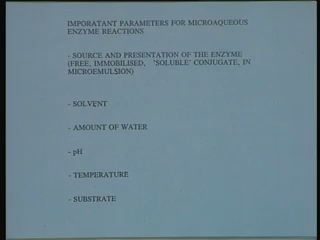 IMPORATANT PARAMETERS FOR MICROAQUEOUS
ENZYME REACTIONS
- SOURCE AND PRESENTATION OF THE ENZYME
(FREE, IMMOBILISED, 'SOLUBLE' CONJUGATE, IN
MICROEMULSION)
- SOLVENT
- AMOUNT OF WATER
- pH
- TEMPERATURE
- SUBSTRATE